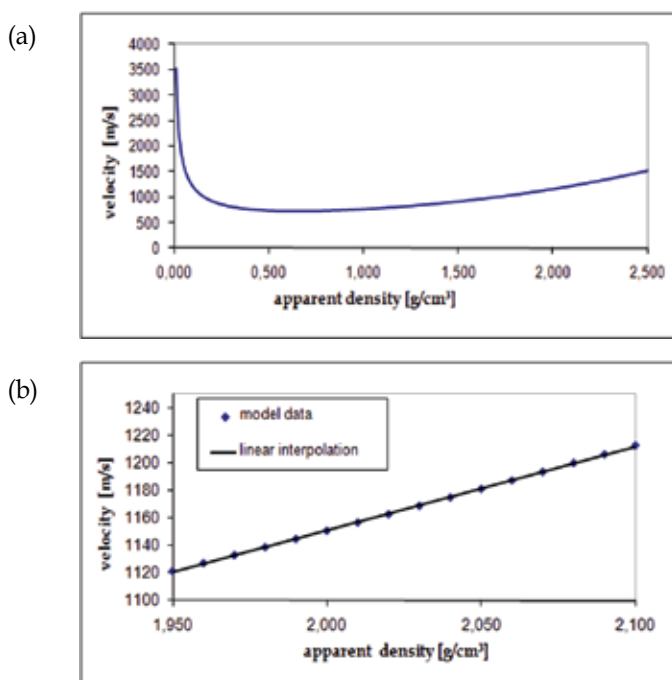 (a)
4000
3500
3000
2500
2000
1500
1000
500
0
velocity [m/s]
0,000 0,500 1,000 1,500 2,000 2,500
apparent density [g/cm³]
(b)
1240
1220
1200
1180
1160
1140
1120
1100
velocity [m/s]
model data
linear interpolation
1,950 2,000 2,050 2,100
apparent density [g/cm³]